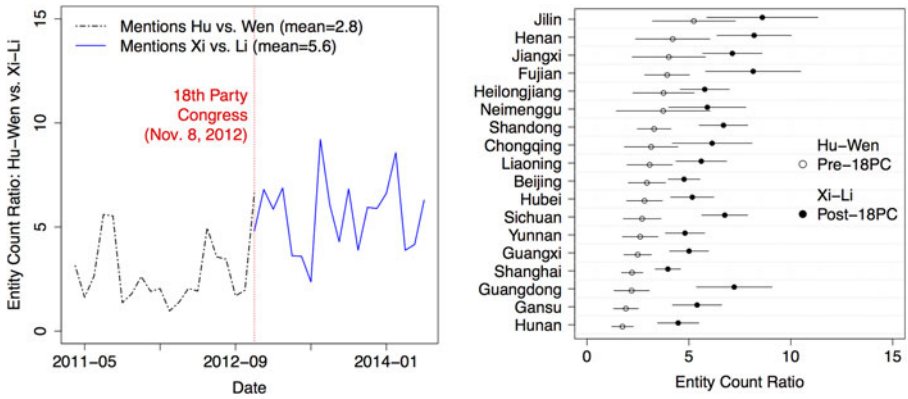 Entity Count Ratio: Hu−Wen vs. Xi−Li
15
10
5
0
Mentions Hu vs. Wen (mean=2.8)
Mentions Xi vs. Li (mean=5.6)
18th Party
Congress
(Nov. 8, 2012)
2011−05
2012−09
2014−01
Date
Jilin
Henan
Jiangxi
Fujian
Heilongjiang
Neimenggu
Shandong
Chongqing
Liaoning
Beijing
Hubei
Sichuan
Yunnan
Guangxi
Shanghai
Guangdong
Gansu
Hunan
Hu−Wen
Pre−18PC
Xi−Li
Post−18PC
0
5
10
15
Entity Count Ratio